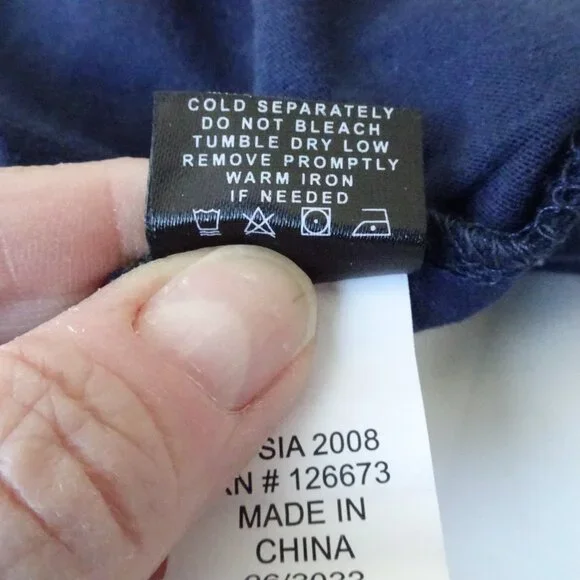 COLD SEPARATELY
DO NOT BLEACH
TUMBLE DRY LOW
REMOVE PROMPTLY
WARM IRON
IF NEEDED
2008
# 126673
MADE IN
CHINA